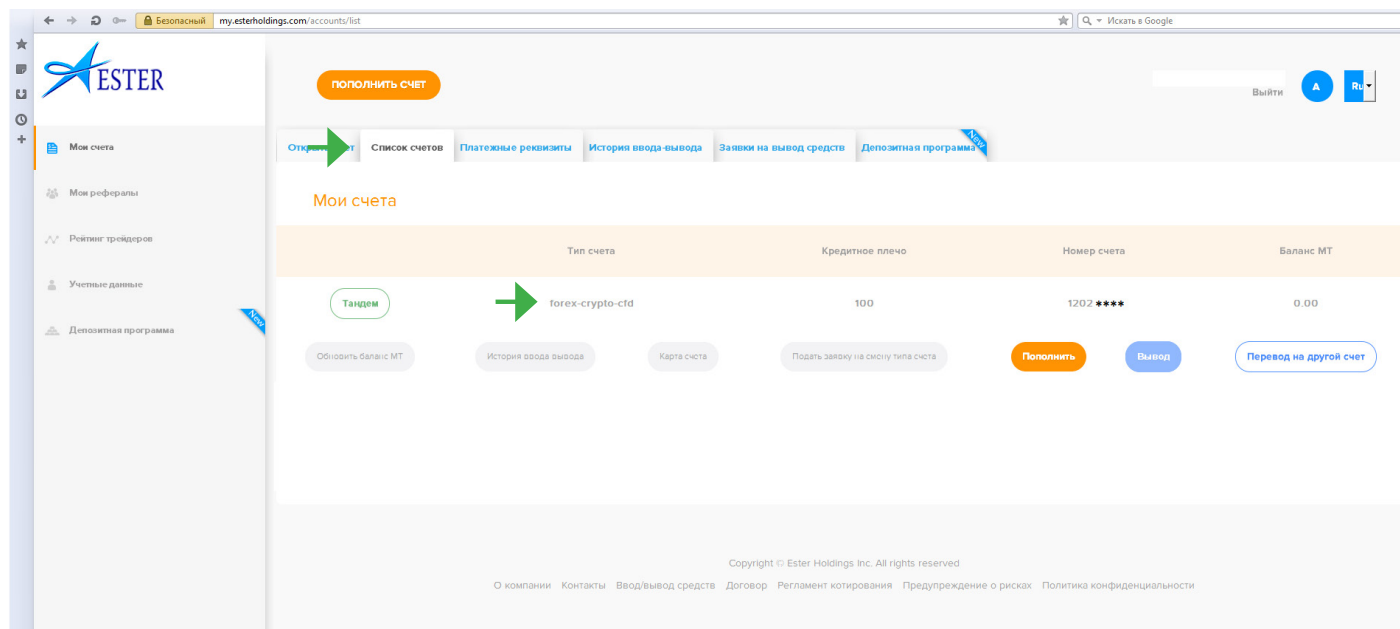 Безопасный my.esterholdings.com/accounts/list Искать в Google
ESTER
ПОПОЛНИТЬ СЧЕТ
Выйти A Ru
Мои счета
Мои рефералы
Рейтинг трейдеров
Учетные данные
Депозитная программа New
Список счетов Платежные реквизиты История ввода-вывода Заявки на вывод средств Депозитная программа New
Мои счета
Тип счета Кредитное плечо Номер счета Баланс МТ
Тандем forex-crypto-cfd 100 1202 **** 0.00
Обновить баланс МТ История ввода вывода Карта счета Подать заявку на смену типа счета Пополнить Вывод Перевод на другой счет
Copyright © Ester Holdings Inc. All rights reserved
О компании Контакты Ввод/вывод средств Договор Регламент котирования Предупреждение о рисках Политика конфиденциальности